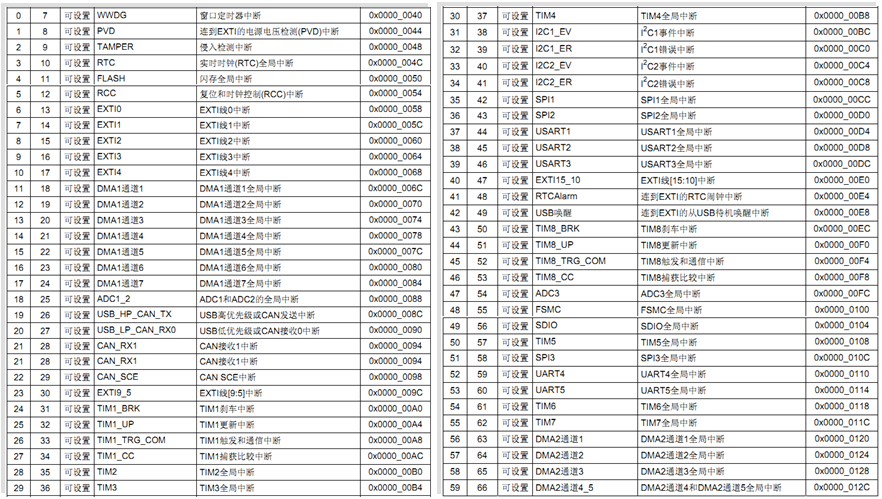 0 7 可设置 WWDG 窗口定时器中断 0x0000_0040
1 8 可设置 PVD 连到EXTI的电源电压检测(PVD)中断 0x0000_0044
2 9 可设置 TAMPER 侵入检测中断 0x0000_0048
3 10 可设置 RTC 实时时钟(RTC)全局中断 0x0000_004C
4 11 可设置 FLASH 闪存全局中断 0x0000_0050
5 12 可设置 RCC 复位和时钟控制(RCC)中断 0x0000_0054
6 13 可设置 EXTI0 EXTI线0中断 0x0000_0058
7 14 可设置 EXTI1 EXTI线1中断 0x0000_005C
8 15 可设置 EXTI2 EXTI线2中断 0x0000_0060
9 16 可设置 EXTI3 EXTI线3中断 0x0000_0064
10 17 可设置 EXTI4 EXTI线4中断 0x0000_0068
11 18 可设置 DMA1通道1 DMA1通道1全局中断 0x0000_006C
12 19 可设置 DMA1通道2 DMA1通道2全局中断 0x0000_0070
13 20 可设置 DMA1通道3 DMA1通道3全局中断 0x0000_0074
14 21 可设置 DMA1通道4 DMA1通道4全局中断 0x0000_0078
15 22 可设置 DMA1通道5 DMA1通道5全局中断 0x0000_007C
16 23 可设置 DMA1通道6 DMA1通道6全局中断 0x0000_0080
17 24 可设置 DMA1通道7 DMA1通道7全局中断 0x0000_0084
18 25 可设置 ADC1_2 ADC1和ADC2的全局中断 0x0000_0088
19 26 可设置 USB_HP_CAN_TX USB高优先级或CAN发送中断 0x0000_008C
20 27 可设置 USB_LP_CAN_RX0 USB低优先级或CAN接收0中断 0x0000_0090
21 28 可设置 CAN_RX1 CAN接收1中断 0x0000_0094
21 28 可设置 CAN_RX1 CAN接收1中断 0x0000_0094
22 29 可设置 CAN_SCE CAN SCE中断 0x0000_0098
23 30 可设置 EXTI9_5 EXTI线[9:5]中断 0x0000_009C
24 31 可设置 TIM1_BRK TIM1刹车中断 0x0000_00A0
25 32 可设置 TIM1_UP TIM1更新中断 0x0000_00A4
26 33 可设置 TIM1_TRG_COM TIM1触发和通信中断 0x0000_00A8
27 34 可设置 TIM1_CC TIM1捕获比较中断 0x0000_00AC
28 35 可设置 TIM2 TIM2全局中断 0x0000_00B0
29 36 可设置 TIM3 TIM3全局中断 0x0000_00B4
30 37 可设置 TIM4 TIM4全局中断 0x0000_00B8
31 38 可设置 I2C1_EV I²C1事件中断 0x0000_00BC
32 39 可设置 I2C1_ER I²C1错误中断 0x0000_00C0
33 40 可设置 I2C2_EV I²C2事件中断 0x0000_00C4
34 41 可设置 I2C2_ER I²C2错误中断 0x0000_00C8
35 42 可设置 SPI1 SPI1全局中断 0x0000_00CC
36 43 可设置 SPI2 SPI2全局中断 0x0000_00D0
37 44 可设置 USART1 USART1全局中断 0x0000_00D4
38 45 可设置 USART2 USART2全局中断 0x0000_00D8
39 46 可设置 USART3 USART3全局中断 0x0000_00DC
40 47 可设置 EXTI15_10 EXTI线[15:10]中断 0x0000_00E0
41 48 可设置 RTCAlarm 连到EXTI的RTC闹钟中断 0x0000_00E4
42 49 可设置 USB唤醒 连到EXTI的从USB待机唤醒中断 0x0000_00E8
43 50 可设置 TIM8_BRK TIM8刹车中断 0x0000_00EC
44 51 可设置 TIM8_UP TIM8更新中断 0x0000_00F0
45 52 可设置 TIM8_TRG_COM TIM8触发和通信中断 0x0000_00F4
46 53 可设置 TIM8_CC TIM8捕获比较中断 0x0000_00F8
47 54 可设置 ADC3 ADC3全局中断 0x0000_00FC
48 55 可设置 FSMC FSMC全局中断 0x0000_0100
49 56 可设置 SDIO SDIO全局中断 0x0000_0104
50 57 可设置 TIM5 TIM5全局中断 0x0000_0108
51 58 可设置 SPI3 SPI3全局中断 0x0000_010C
52 59 可设置 UART4 UART4全局中断 0x0000_0110
53 60 可设置 UART5 UART5全局中断 0x0000_0114
54 61 可设置 TIM6 TIM6全局中断 0x0000_0118
55 62 可设置 TIM7 TIM7全局中断 0x0000_011C
56 63 可设置 DMA2通道1 DMA2通道1全局中断 0x0000_0120
57 64 可设置 DMA2通道2 DMA2通道2全局中断 0x0000_0124
58 65 可设置 DMA2通道3 DMA2通道3全局中断 0x0000_0128
59 66 可设置 DMA2通道4_5 DMA2通道4和DMA2通道5全局中断 0x0000_012C